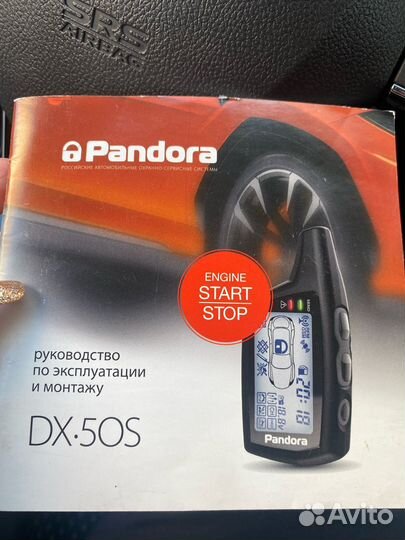 SRS
AIRBAG
Pandora
РОССИЙСКИЕ АВТОМОБИЛЬНЫЕ ОХРАННО-СЕРВИСНЫЕ СИСТЕМЫ
ENGINE
START
STOP
руководство
по эксплуатации
и монтажу
DX·50S
Pandora
Avito